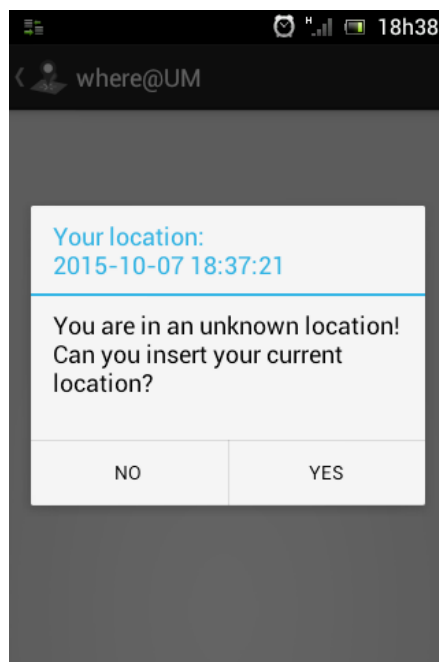 H 18h38
where@UM
Your location:
2015-10-07 18:37:21
You are in an unknown location!
Can you insert your current
location?
NO YES